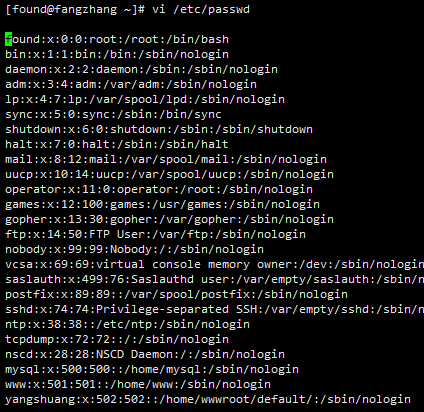 [found@fangzhang ~]# vi /etc/passwd
found:x:0:0:root:/root:/bin/bash
bin:x:1:1:bin:/bin:/sbin/nologin
daemon:x:2:2:daemon:/sbin:/sbin/nologin
adm:x:3:4:adm:/var/adm:/sbin/nologin
lp:x:4:7:lp:/var/spool/lpd:/sbin/nologin
sync:x:5:0:sync:/sbin:/bin/sync
shutdown:x:6:0:shutdown:/sbin:/sbin/shutdown
halt:x:7:0:halt:/sbin:/sbin/halt
mail:x:8:12:mail:/var/spool/mail:/sbin/nologin
uucp:x:10:14:uucp:/var/spool/uucp:/sbin/nologin
operator:x:11:0:operator:/root:/sbin/nologin
games:x:12:100:games:/usr/games:/sbin/nologin
gopher:x:13:30:gopher:/var/gopher:/sbin/nologin
ftp:x:14:50:FTP User:/var/ftp:/sbin/nologin
nobody:x:99:99:Nobody:/:/sbin/nologin
vcsa:x:69:69:virtual console memory owner:/dev:/sbin/nologin
saslauth:x:499:76:Saslauthd user:/var/empty/saslauth:/sbin/
postfix:x:89:89::/var/spool/postfix:/sbin/nologin
sshd:x:74:74:Privilege-separated SSH:/var/empty/sshd:/sbin/n
ntp:x:38:38::/etc/ntp:/sbin/nologin
tcpdump:x:72:72::/:/sbin/nologin
nscd:x:28:28:NSCD Daemon:/:/sbin/nologin
mysql:x:500:500::/home/mysql:/sbin/nologin
www:x:501:501::/home/www:/sbin/nologin
yangshuang:x:502:502::/home/wwwroot/default/:/sbin/nologin